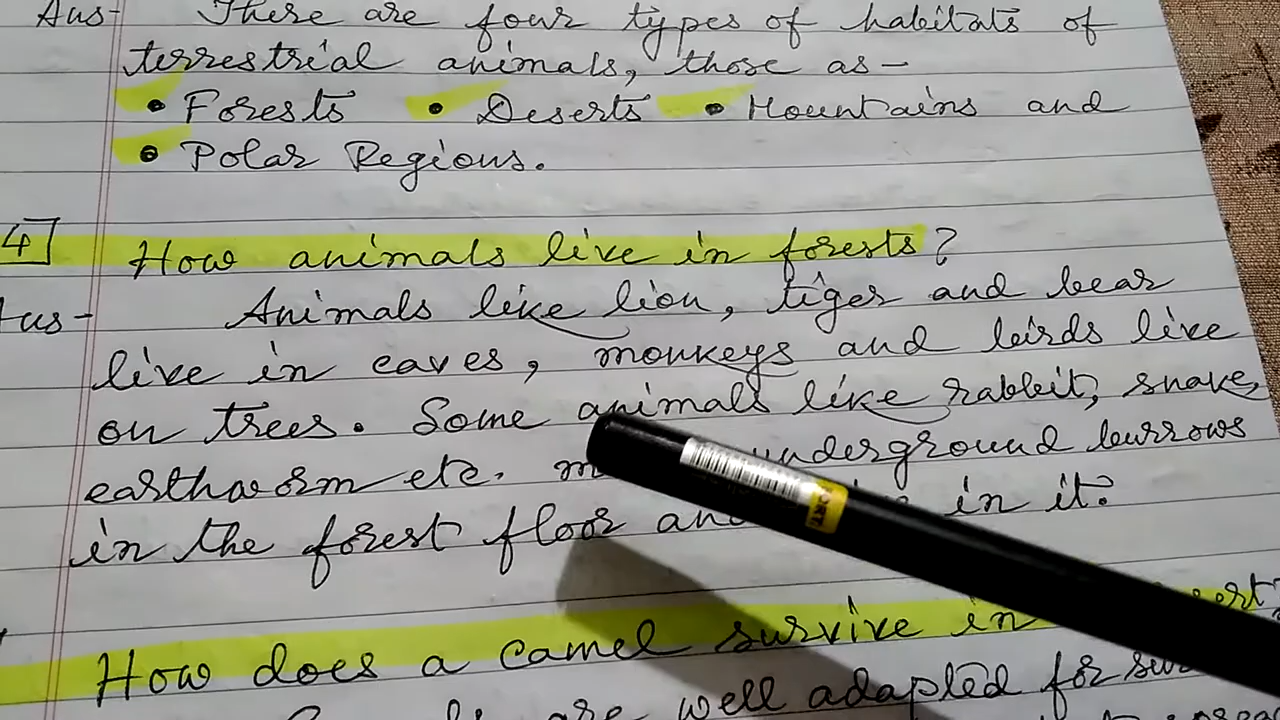 Ans- There are four types of habitats of
terrestrial animals, those as-
• Forests • Deserts • Mountains and
• Polar Regions.
4 How animals live in forests?
Ans- Animals like lion, tiger and bear
live in caves, monkeys and birds live
on trees. Some animals like rabbit, snake,
earthworm etc. underground burrows
in the forest floor in it.
How does a camel survive in
are well adapted for